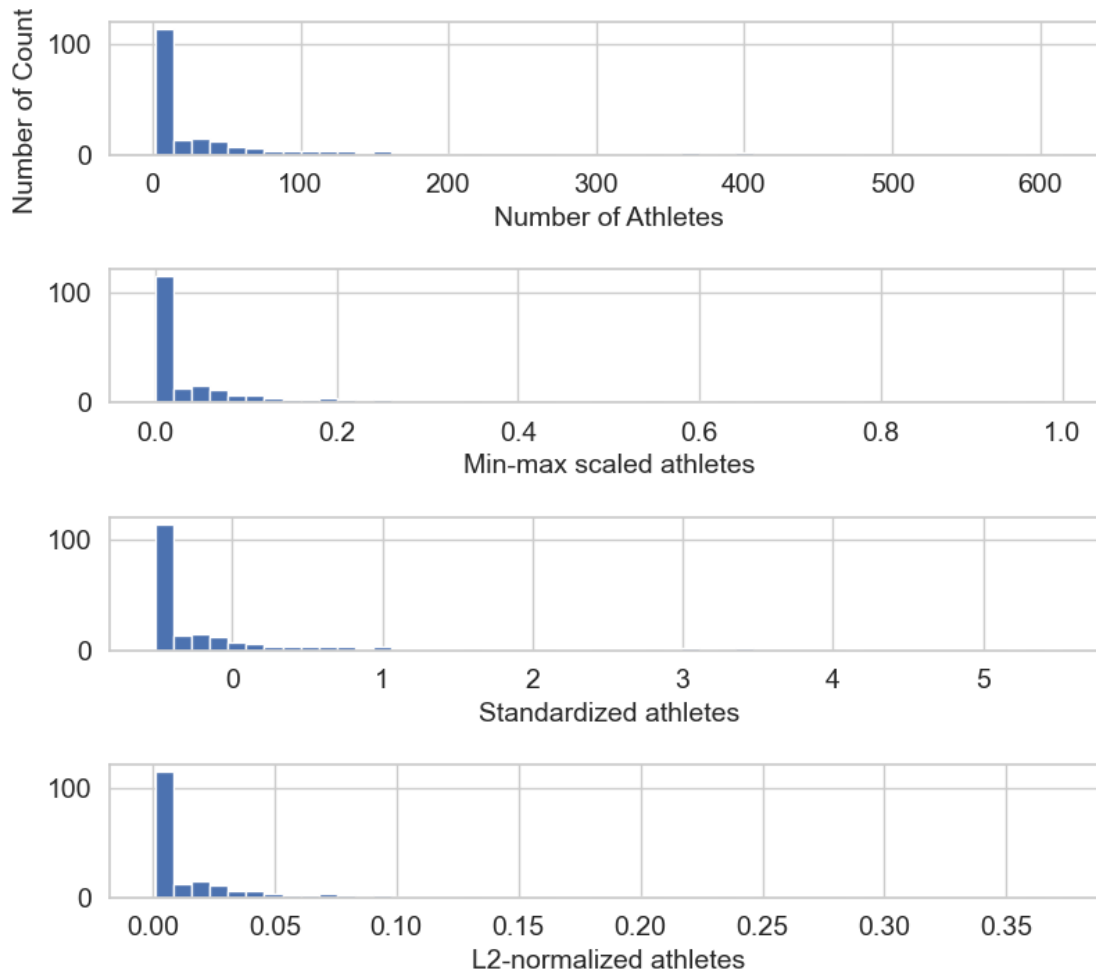 Number of Count
100
0
0 100 200 300 400 500 600
Number of Athletes
100
0
0.0 0.2 0.4 0.6 0.8 1.0
Min-max scaled athletes
100
0
0 1 2 3 4 5
Standardized athletes
100
0
0.00 0.05 0.10 0.15 0.20 0.25 0.30 0.35
L2-normalized athletes